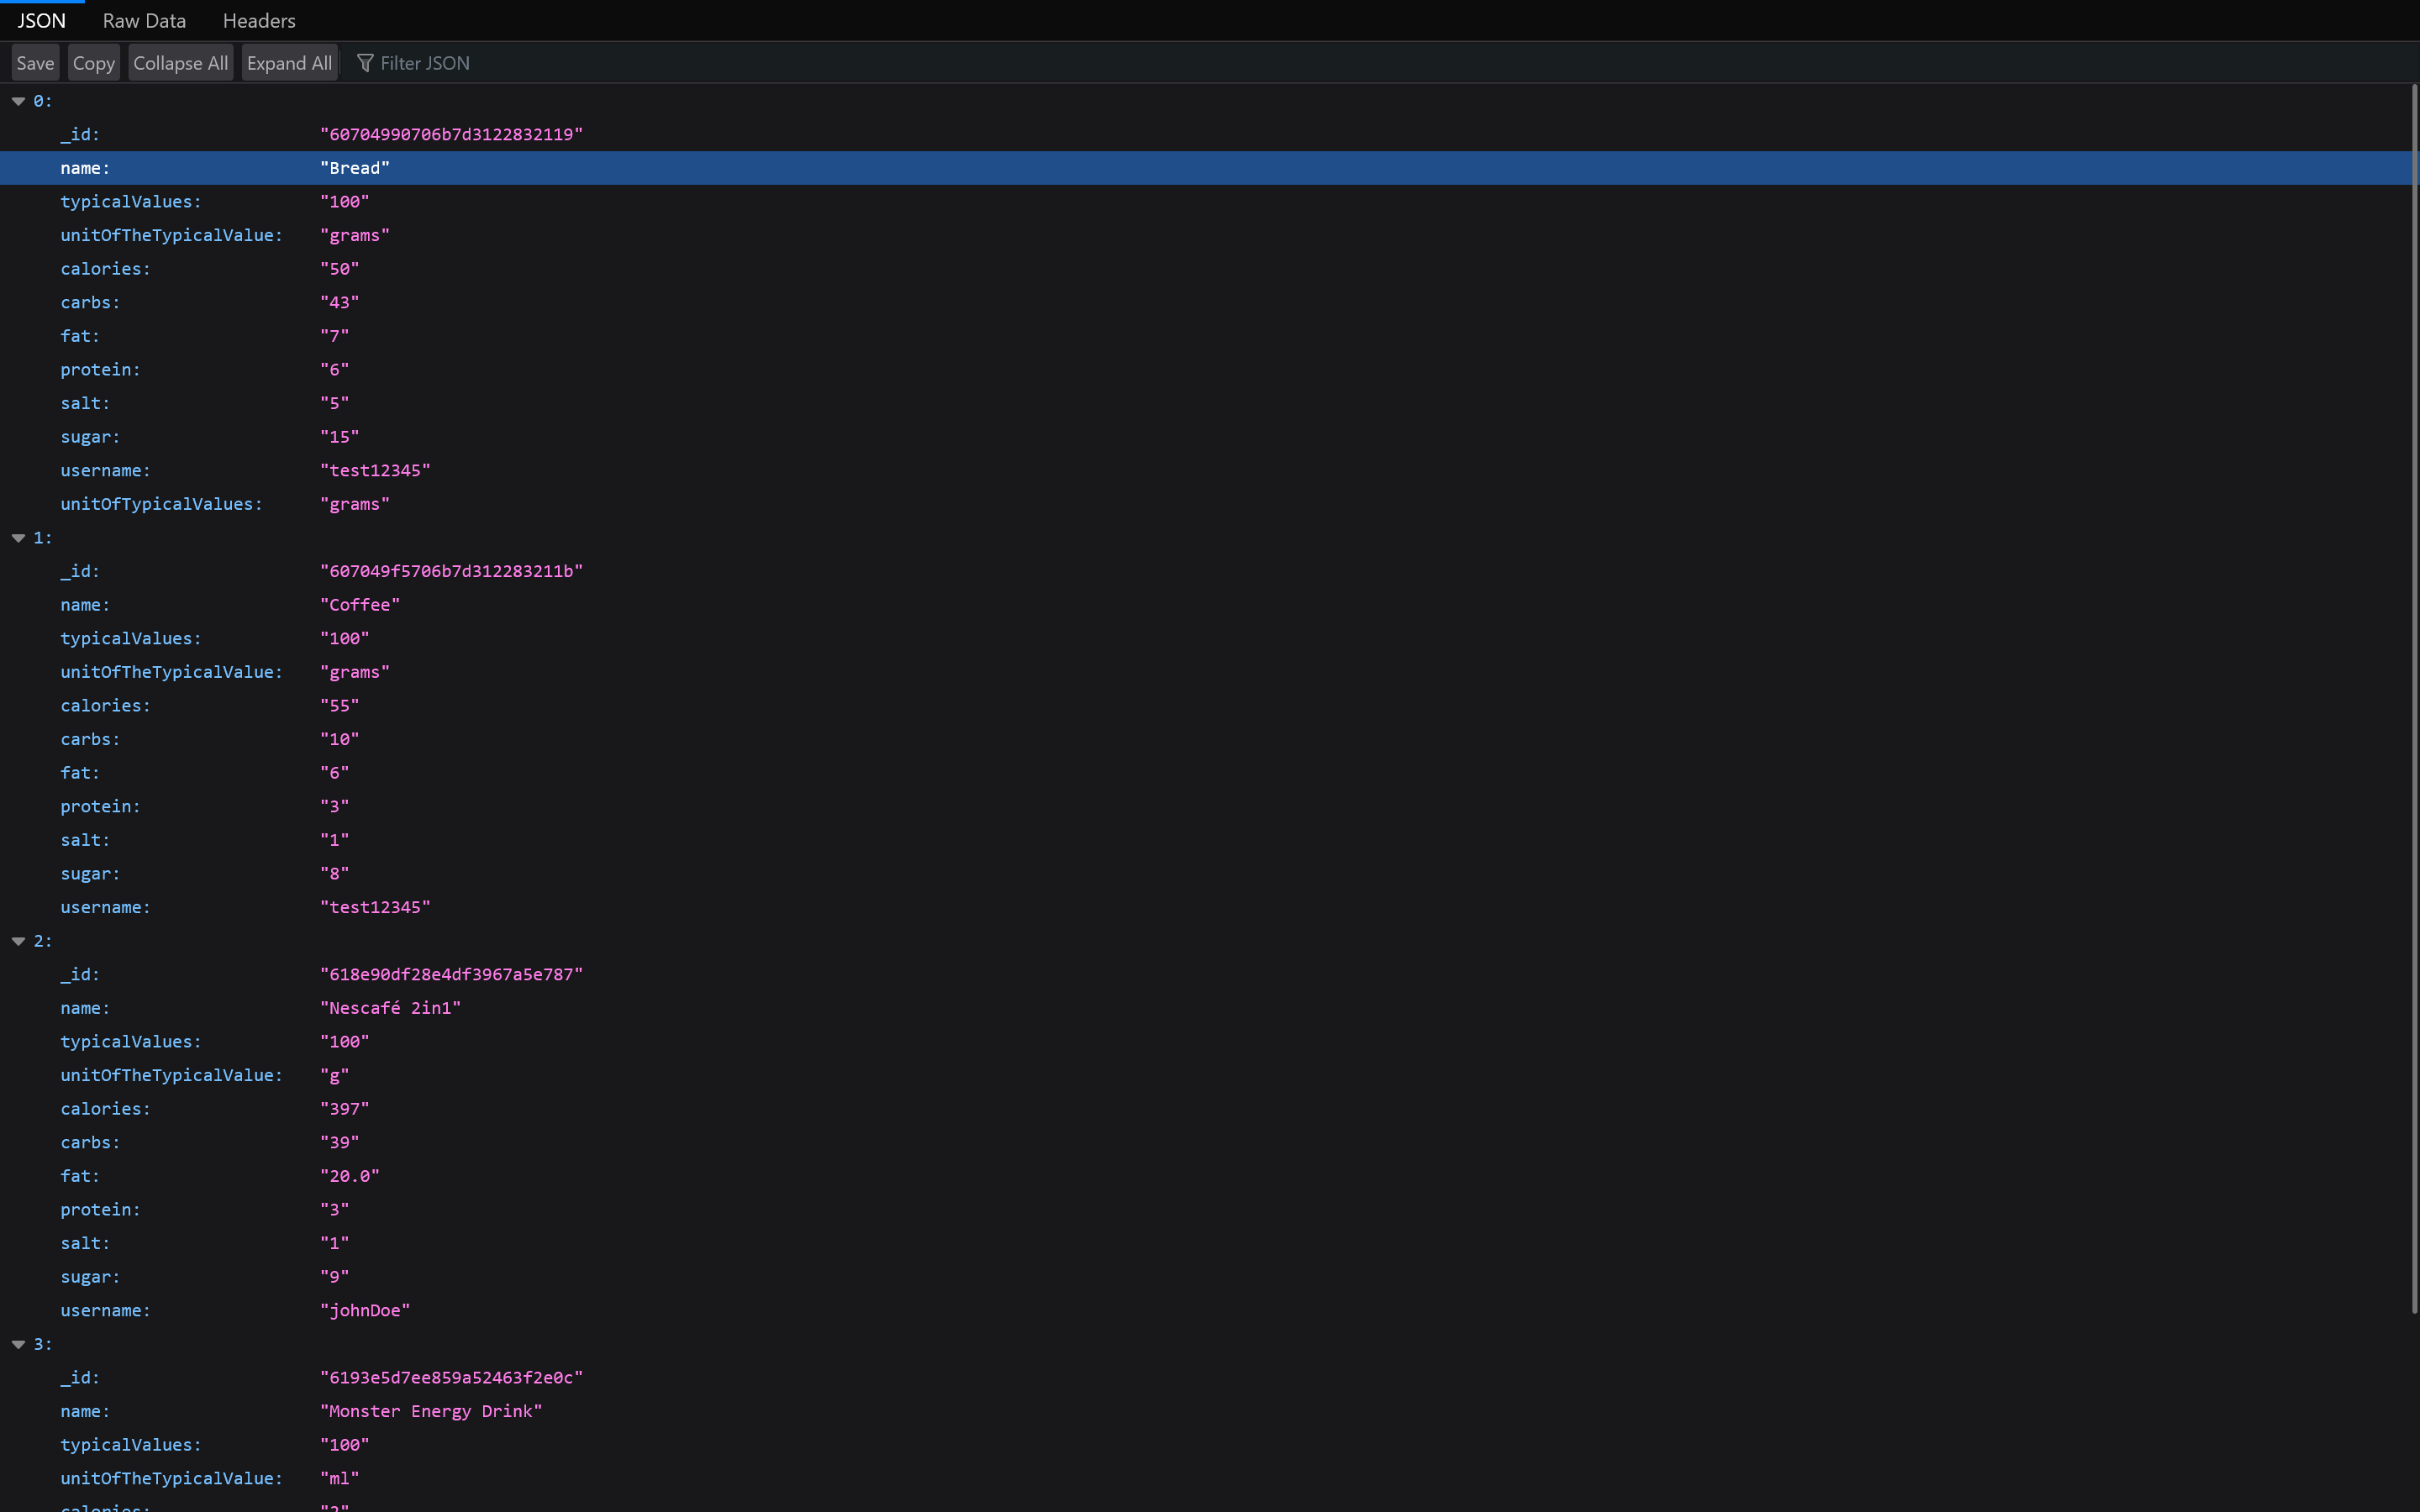 JSON Raw Data Headers
Save Copy Collapse All Expand All Filter JSON
0:
_id: "60704990706b7d3122832119"
name: "Bread"
typicalValues: "100"
unitOfTheTypicalValue: "grams"
calories: "50"
carbs: "43"
fat: "7"
protein: "6"
salt: "5"
sugar: "15"
username: "test12345"
unitOfTypicalValues: "grams"
1:
_id: "607049f5706b7d312283211b"
name: "Coffee"
typicalValues: "100"
unitOfTheTypicalValue: "grams"
calories: "55"
carbs: "10"
fat: "6"
protein: "3"
salt: "1"
sugar: "8"
username: "test12345"
2:
_id: "618e90df28e4df3967a5e787"
name: "Nescafé 2in1"
typicalValues: "100"
unitOfTheTypicalValue: "g"
calories: "397"
carbs: "39"
fat: "20.0"
protein: "3"
salt: "1"
sugar: "9"
username: "johnDoe"
3:
_id: "6193e5d7ee859a52463f2e0c"
name: "Monster Energy Drink"
typicalValues: "100"
unitOfTheTypicalValue: "ml"
calories: